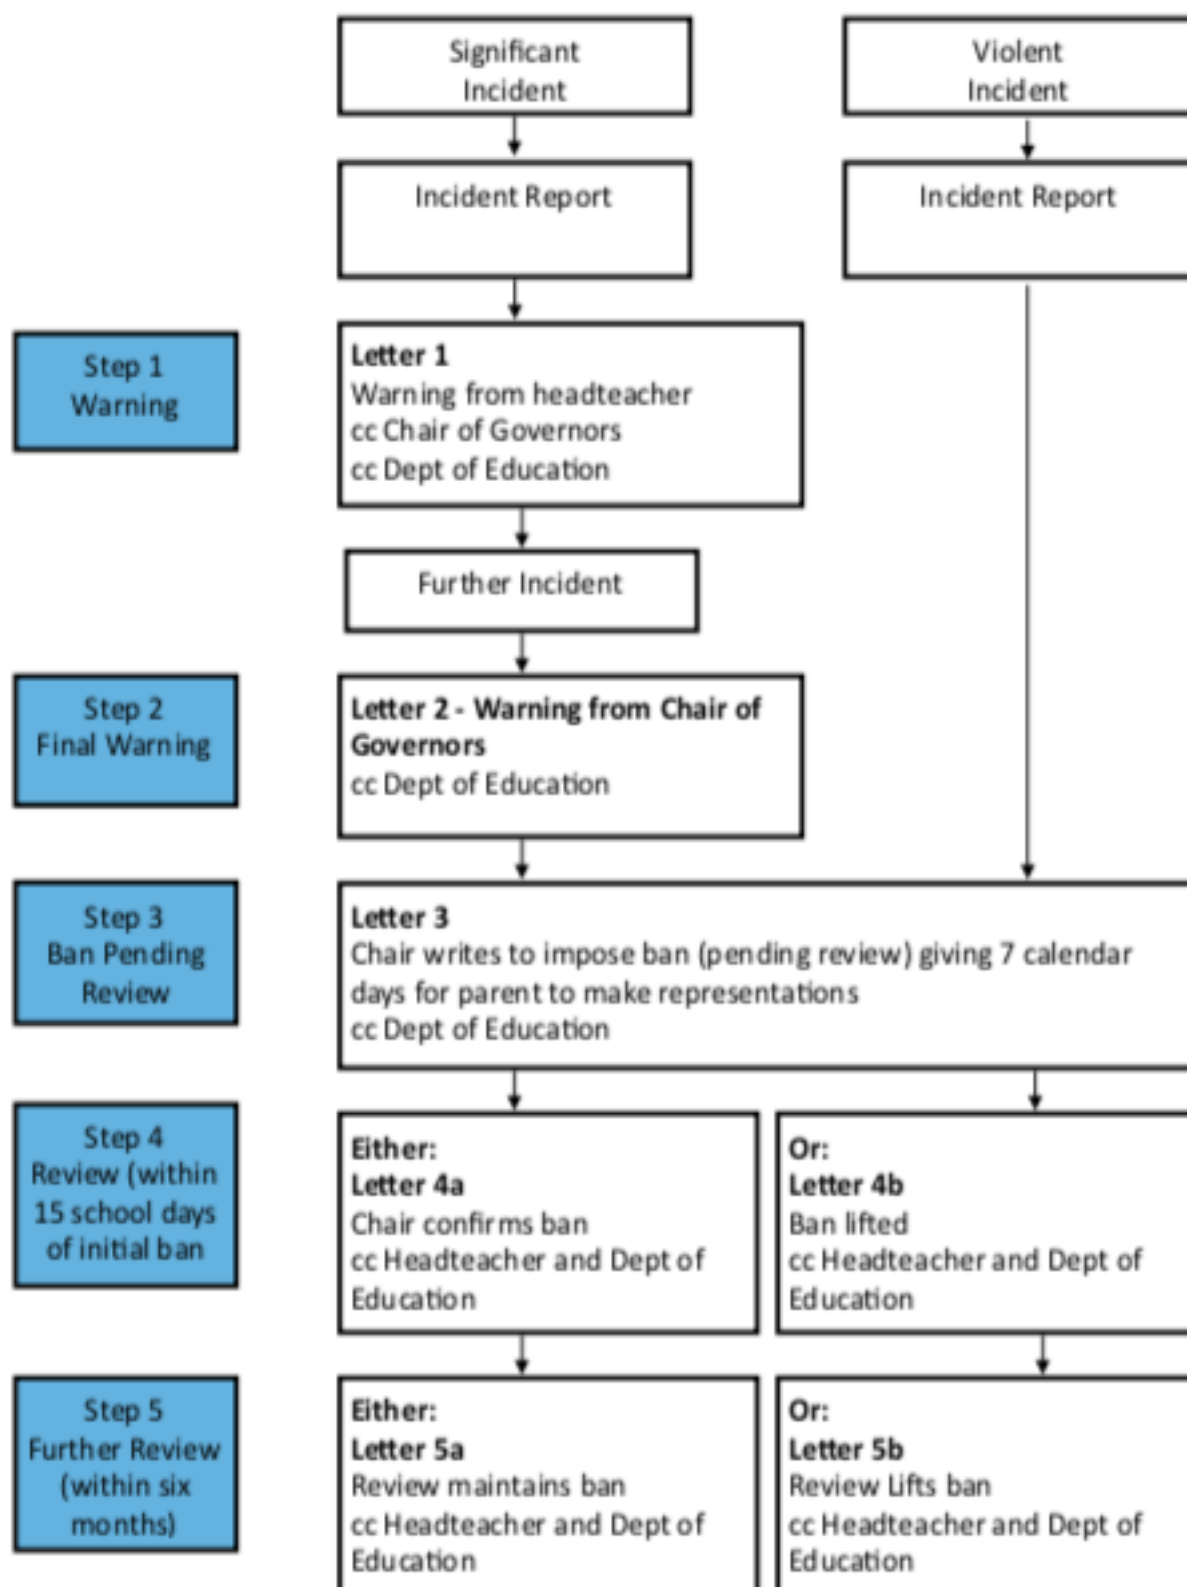 Significant
Incident
Violent
Incident
Incident Report
Incident Report
Step 1
Warning
Letter 1
Warning from headteacher
cc Chair of Governors
cc Dept of Education
Further Incident
Step 2
Final Warning
Letter 2 - Warning from Chair of
Governors
cc Dept of Education
Step 3
Ban Pending
Review
Letter 3
Chair writes to impose ban (pending review) giving 7 calendar
days for parent to make representations
cc Dept of Education
Step 4
Review (within
15 school days
of initial ban
Either:
Letter 4a
Chair confirms ban
cc Headteacher and Dept of
Education
Or:
Letter 4b
Ban lifted
cc Headteacher and Dept of
Education
Step 5
Further Review
(within six
months)
Either:
Letter 5a
Review maintains ban
cc Headteacher and Dept of
Education
Or:
Letter 5b
Review Lifts ban
cc Headteacher and Dept of
Education